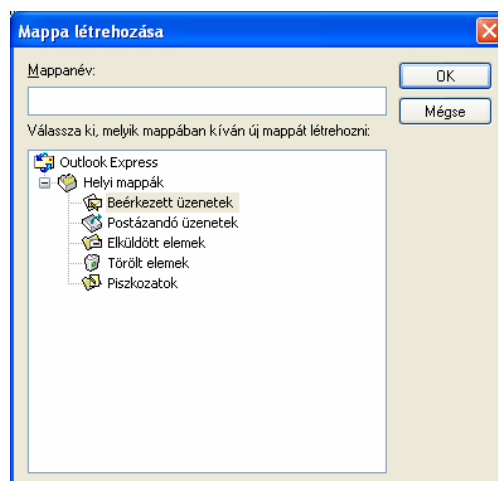 Mappa létrehozása
Mappanév:
OK
Mégse
Válassza ki, melyik mappában kíván új mappát létrehozni:
Outlook Express
Helyi mappák
Beérkezett üzenetek
Postázandó üzenetek
Elküldött elemek
Törölt elemek
Piszkozatok